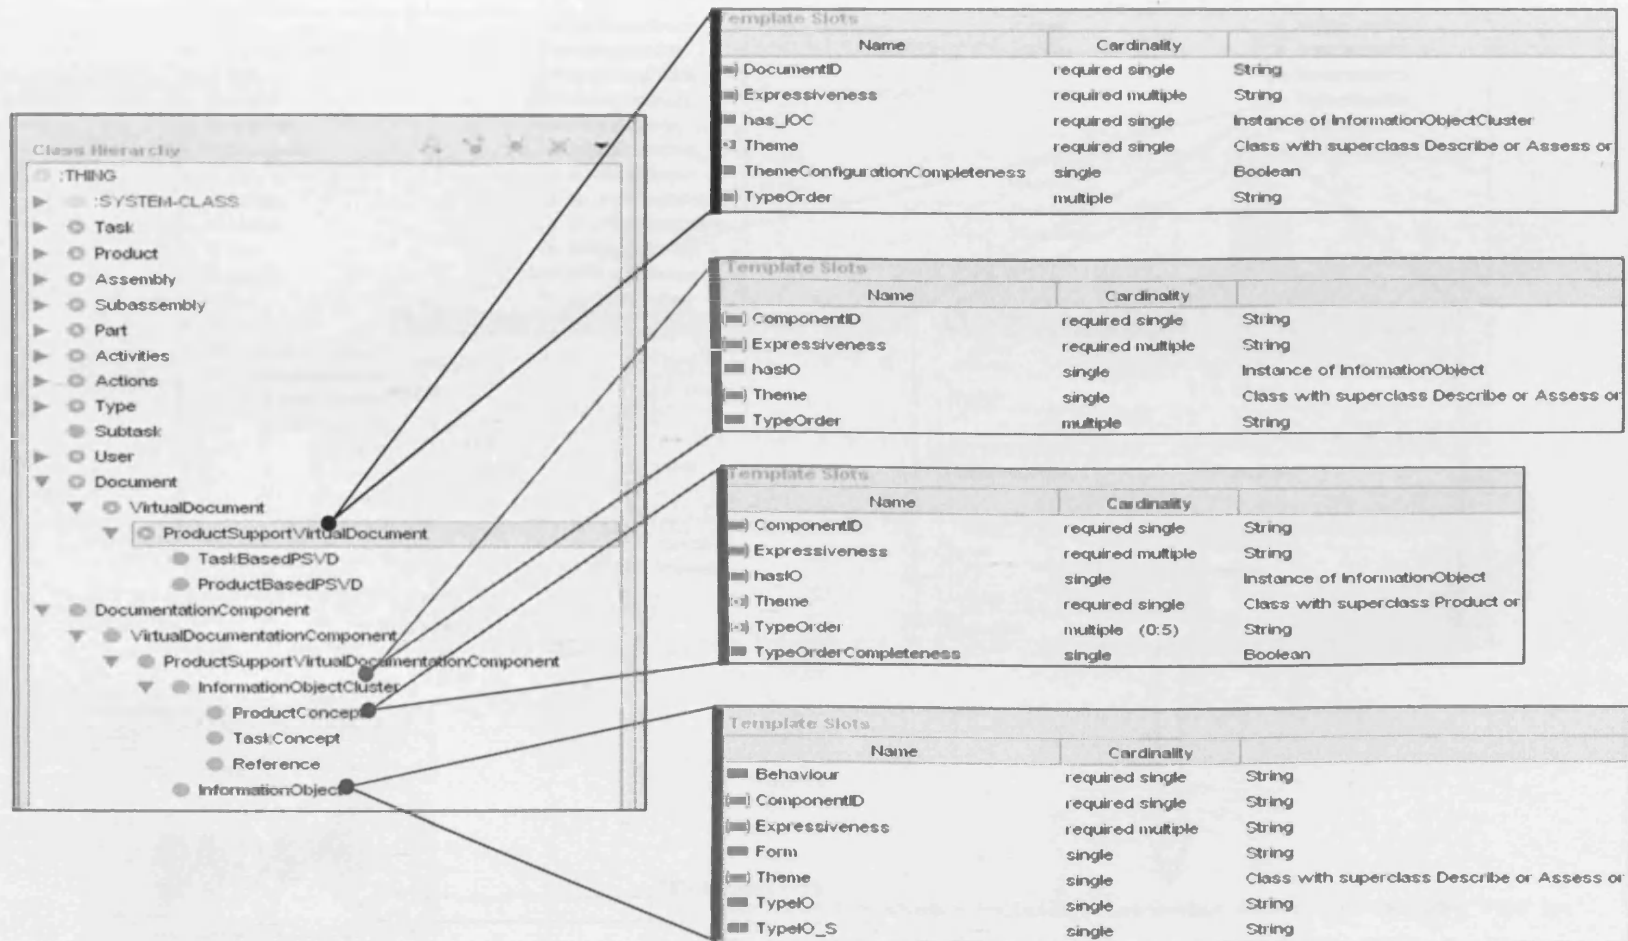 Class Hierarchy
:THING
:SYSTEM-CLASS
Task
Product
Assembly
Subassembly
Part
Activities
Actions
Type
Subtask
User
Document
VirtualDocument
ProductSupportVirtualDocument
TaskBasedPSVD
ProductBasedPSVD
DocumentationComponent
VirtualDocumentationComponent
ProductSupportVirtualDocumentationComponent
InformationObjectCluster
ProductConcept
TaskConcept
Reference
InformationObject
Template Slots
Name Cardinality
DocumentID required single String
Expressiveness required multiple String
has_IOC required single Instance of InformationObjectCluster
Theme required single Class with superclass Describe or Assess or
ThemeConfigurationCompleteness single Boolean
TypeOrder multiple String
Template Slots
Name Cardinality
ComponentID required single String
Expressiveness required multiple String
hasIO single Instance of InformationObject
Theme single Class with superclass Describe or Assess or
TypeOrder multiple String
Template Slots
Name Cardinality
ComponentID required single String
Expressiveness required multiple String
hasIO single Instance of InformationObject
Theme required single Class with superclass Product or
TypeOrder multiple (0:5) String
TypeOrderCompleteness single Boolean
Template Slots
Name Cardinality
Behaviour required single String
ComponentID required single String
Expressiveness required multiple String
Form single String
Theme single Class with superclass Describe or Assess or
TypeIO single String
TypeIO_S single String